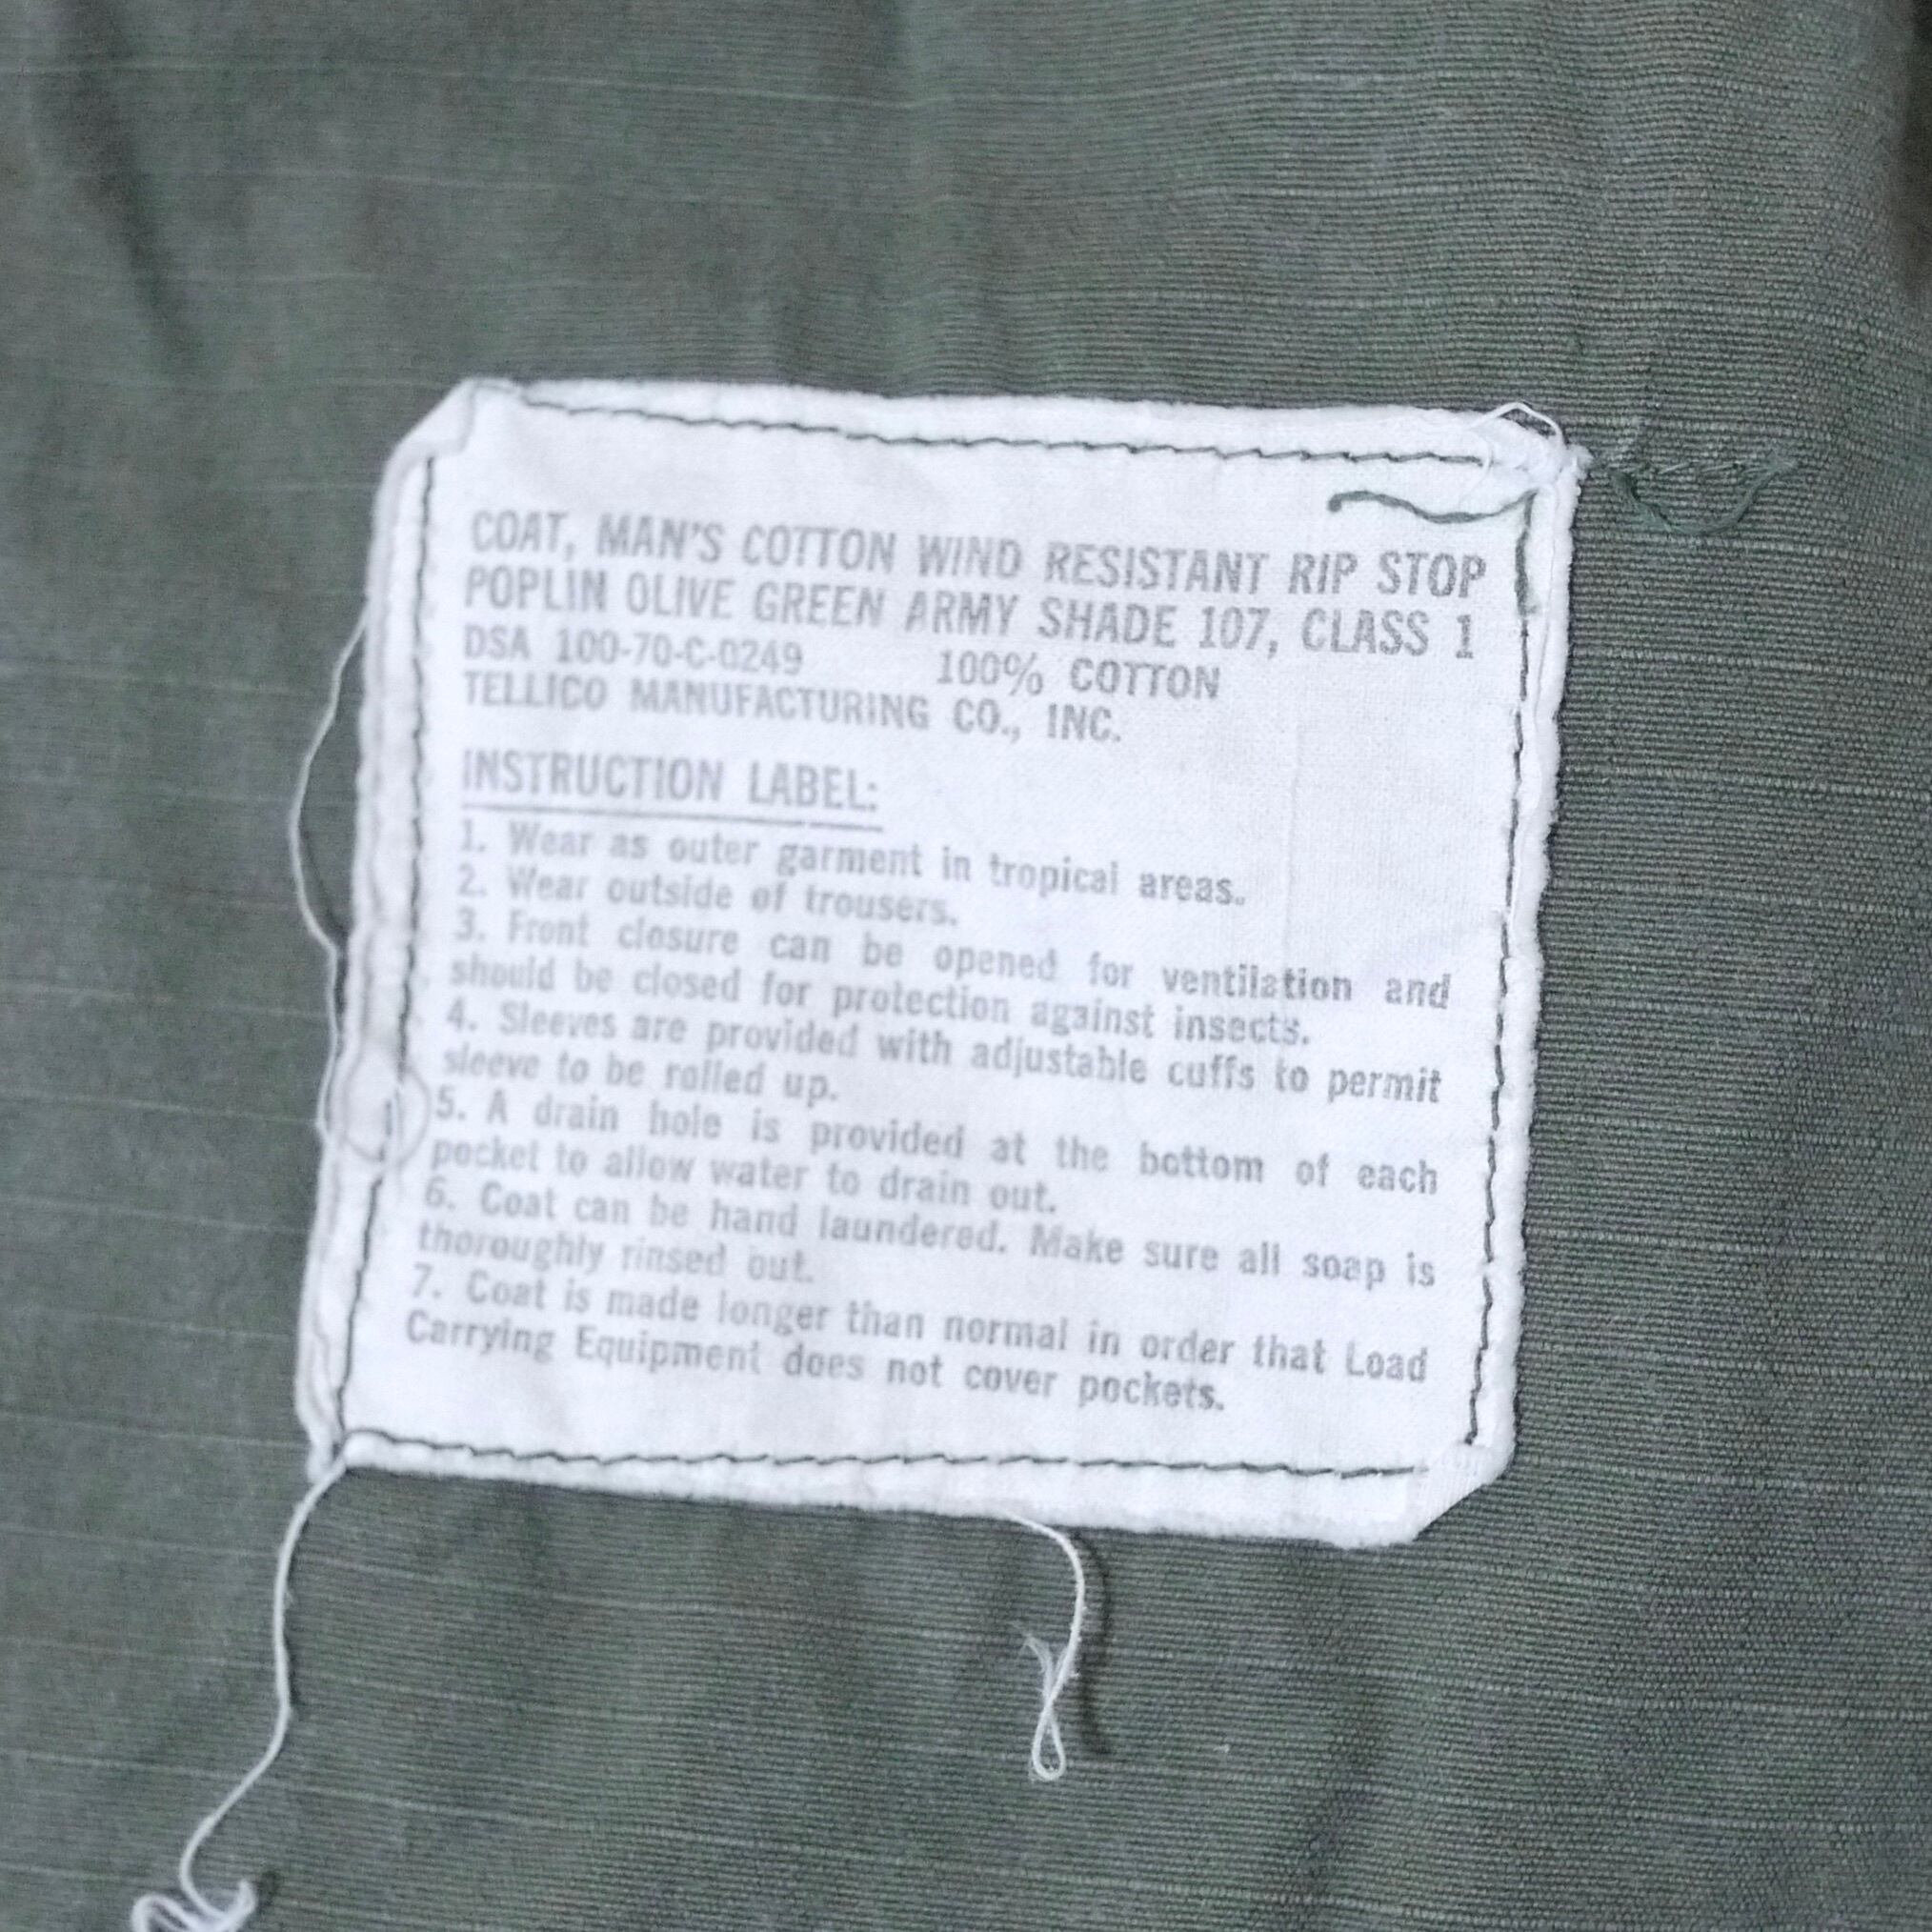 COAT, MAN'S COTTON WIND RESISTANT RIP STOP
POPLIN OLIVE GREEN ARMY SHADE 107, CLASS 1
DSA 100-70-C-0249 100% COTTON
TELLICO MANUFACTURING CO., INC.
INSTRUCTION LABEL:
1. Wear as outer garment in tropical areas.
2. Wear outside of trousers.
3. Front closure can be opened for ventilation and
should be closed for protection against insects.
4. Sleeves are provided with adjustable cuffs to permit
sleeve to be rolled up.
5. A drain hole is provided at the bottom of each
pocket to allow water to drain out.
6. Coat can be hand laundered. Make sure all soap is
thoroughly rinsed out.
7. Coat is made longer than normal in order that Load
Carrying Equipment does not cover pockets.